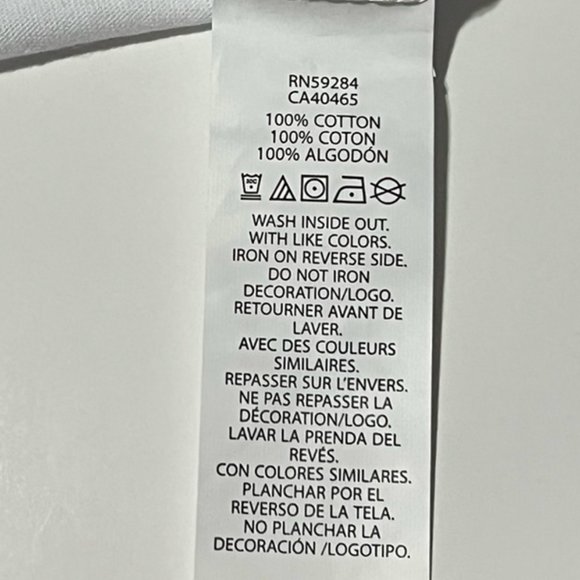 RN59284
CA40465
100% COTTON
100% COTON
100% ALGODÓN
30C
WASH INSIDE OUT.
WITH LIKE COLORS.
IRON ON REVERSE SIDE.
DO NOT IRON
DECORATION/LOGO.
RETOURNER AVANT DE
LAVER.
AVEC DES COULEURS
SIMILAIRES.
REPASSER SUR L'ENVERS.
NE PAS REPASSER LA
DÉCORATION/LOGO.
LAVAR LA PRENDA DEL
REVÉS.
CON COLORES SIMILARES.
PLANCHAR POR EL
REVERSO DE LA TELA.
NO PLANCHAR LA
DECORACIÓN /LOGOTIPO.